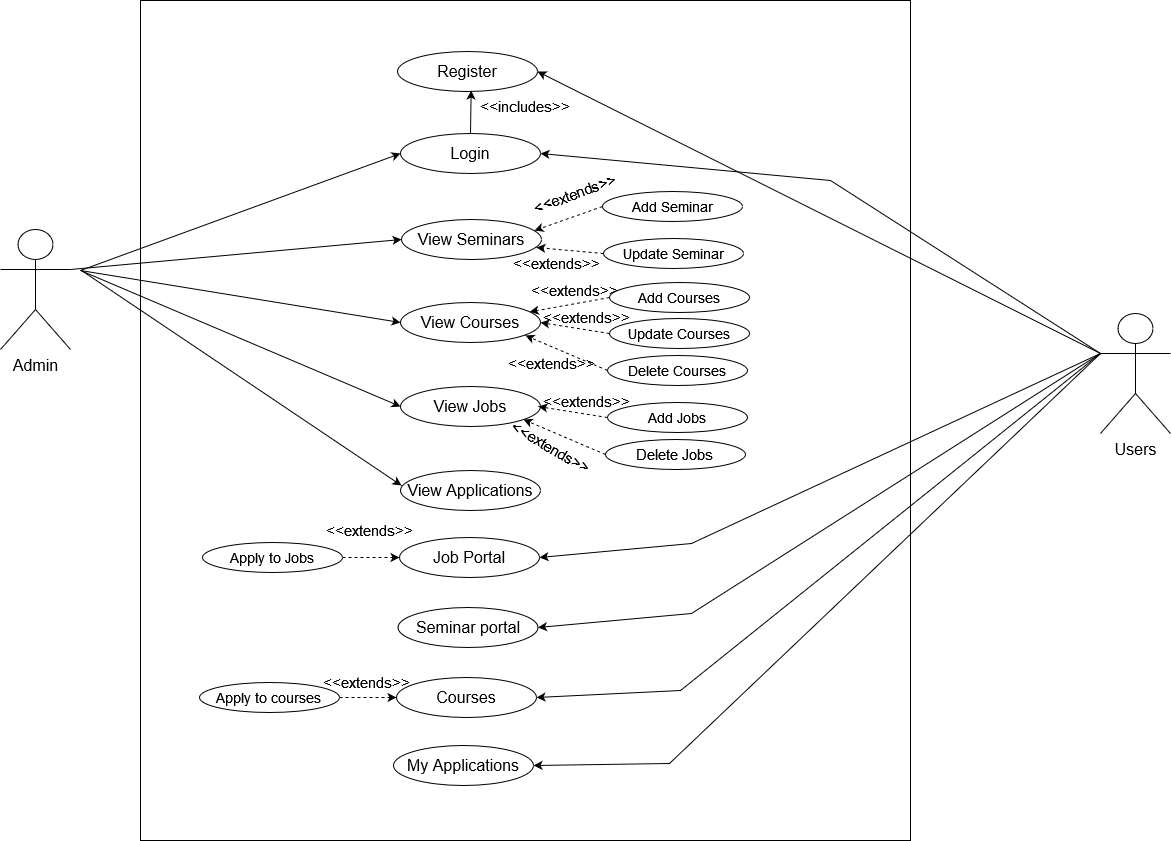 Register
<<includes>>
Login
<<extends>>
Add Seminar
View Seminars
Update Seminar
<<extends>>
<<extends>>
Add Courses
<<extends>>
View Courses
Update Courses
<<extends>>
Delete Courses
<<extends>>
View Jobs
Add Jobs
<<extends>>
Delete Jobs
View Applications
<<extends>>
Apply to Jobs
Job Portal
Seminar portal
<<extends>>
Apply to courses
Courses
My Applications
Admin
Users